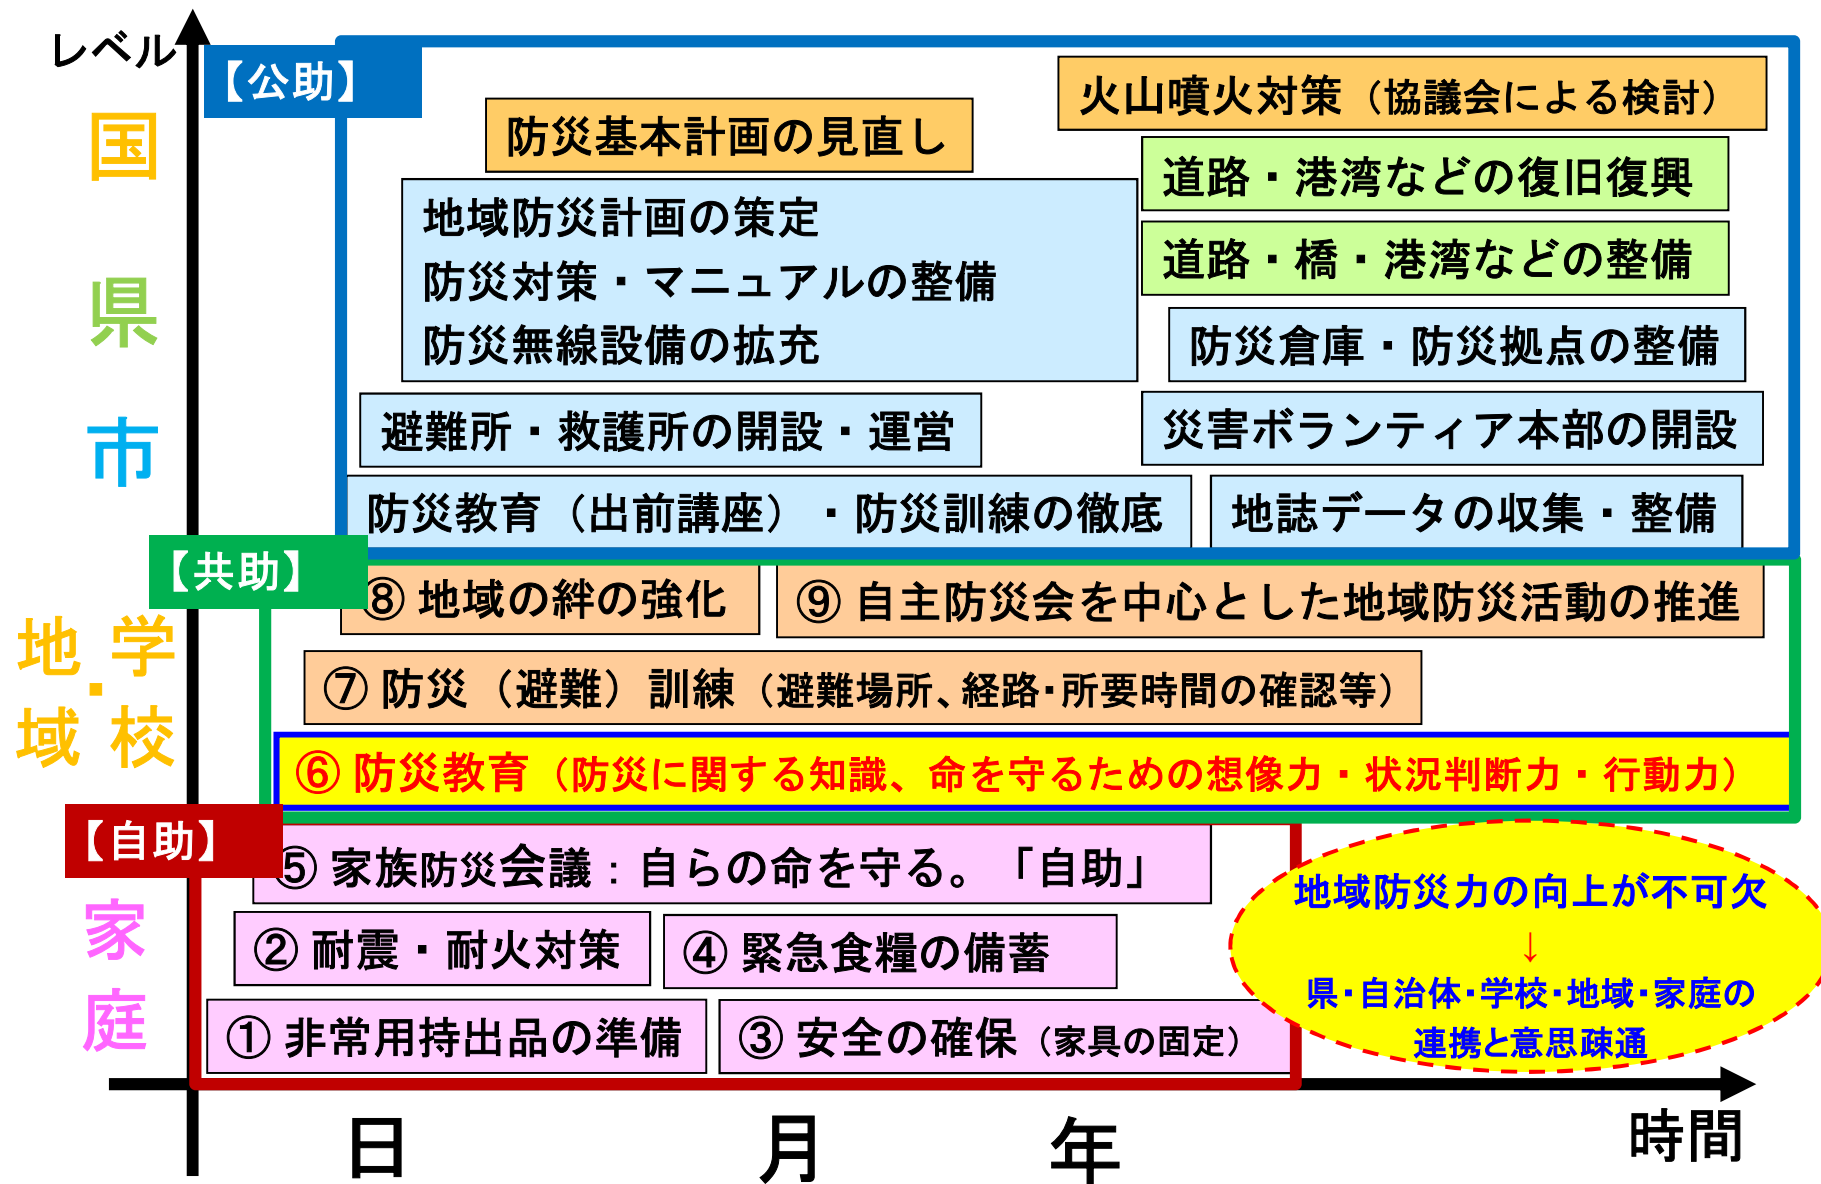 レベル
【公助】
国
県
市
火山噴火対策（協議会による検討）
防災基本計画の見直し
道路・港湾などの復旧復興
地域防災計画の策定
防災対策・マニュアルの整備
防災無線設備の拡充
道路・橋・港湾などの整備
防災倉庫・防災拠点の整備
避難所・救護所の開設・運営
災害ボランティア本部の開設
防災教育（出前講座）・防災訓練の徹底
地誌データの収集・整備
【共助】
学校・
地域
⑧ 地域の絆の強化
⑨ 自主防災会を中心とした地域防災活動の推進
⑦ 防災（避難）訓練（避難場所、経路・所要時間の確認等）
⑥ 防災教育（防災に関する知識、命を守るための想像力・状況判断力・行動力）
【自助】
家庭
⑤ 家族防災会議：自らの命を守る。「自助」
② 耐震・耐火対策
④ 緊急食糧の備蓄
① 非常用持出品の準備
③ 安全の確保（家具の固定）
地域防災力の向上が不可欠
↓
県・自治体・学校・地域・家庭の
連携と意思疎通
日
月
年
時間